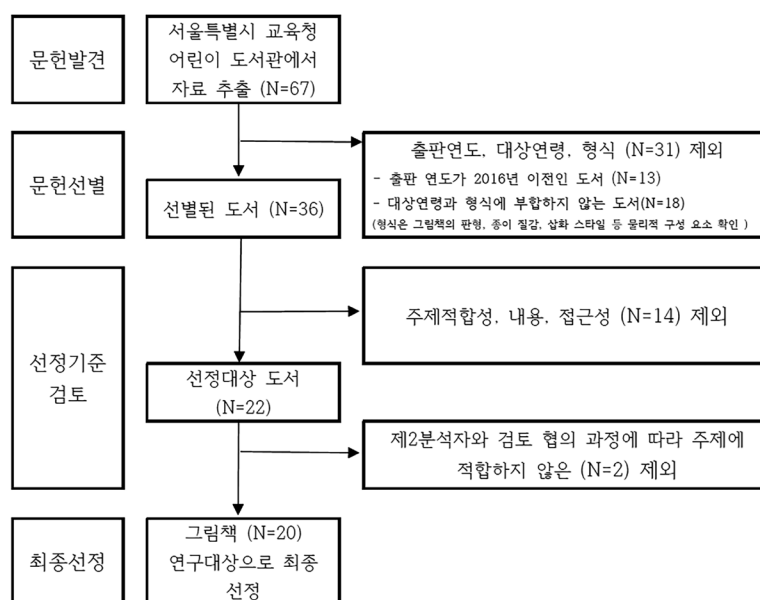 문헌발견
서울특별시 교육청
어린이 도서관에서
자료 추출 (N=67)
문헌선별
출판연도, 대상연령, 형식 (N=31) 제외
- 출판 연도가 2016년 이전인 도서 (N=13)
- 대상연령과 형식에 부합하지 않는 도서(N=18)
(형식은 그림책의 판형, 종이 질감, 삽화 스타일 등 물리적 구성 요소 확인 )
선별된 도서 (N=36)
선정기준
검토
주제적합성, 내용, 접근성 (N=14) 제외
선정대상 도서
(N=22)
제2분석자와 검토 협의 과정에 따라 주제에
적합하지 않은 (N=2) 제외
최종선정
그림책 (N=20)
연구대상으로 최종
선정